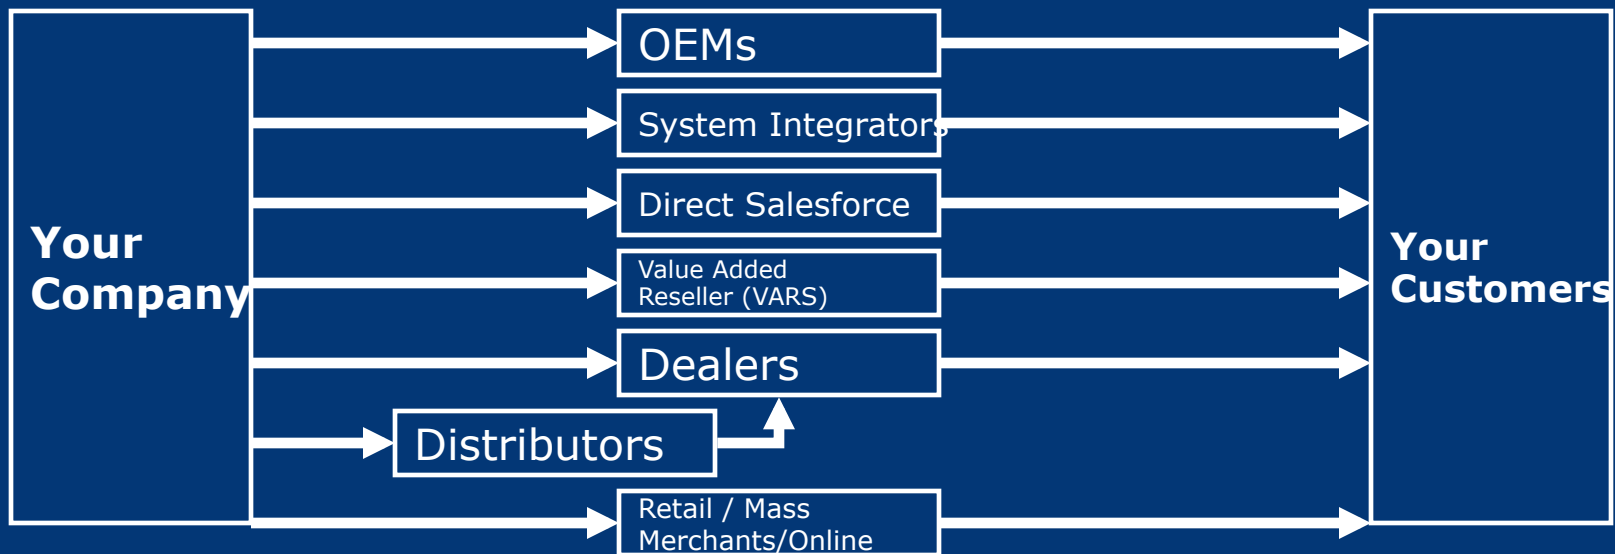 Your
Company
OEMs
System Integrators
Direct Salesforce
Value Added
Reseller (VARS)
Dealers
Distributors
Retail / Mass
Merchants/Online
Your
Customers